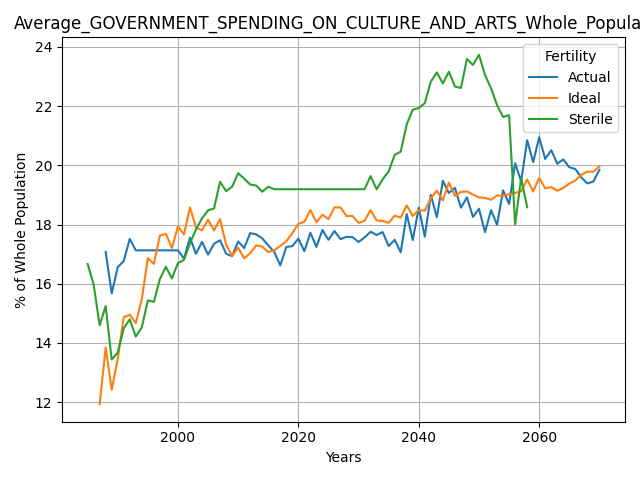 Average_GOVERNMENT_SPENDING_ON_CULTURE_AND_ARTS_Whole_Popula
24
22
20
18
16
14
12
% of Whole Population
Fertility
Actual
Ideal
Sterile
2000
2020
2040
2060
Years